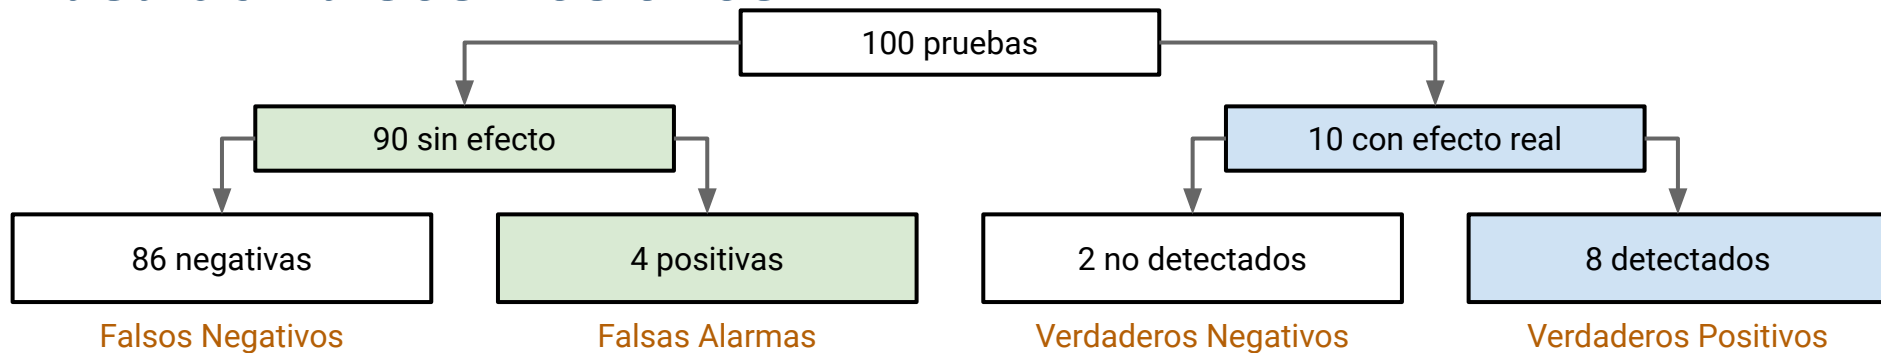 100 pruebas
90 sin efecto
10 con efecto real
86 negativas
4 positivas
2 no detectados
8 detectados
Falsos Negativos
Falsas Alarmas
Verdaderos Negativos
Verdaderos Positivos